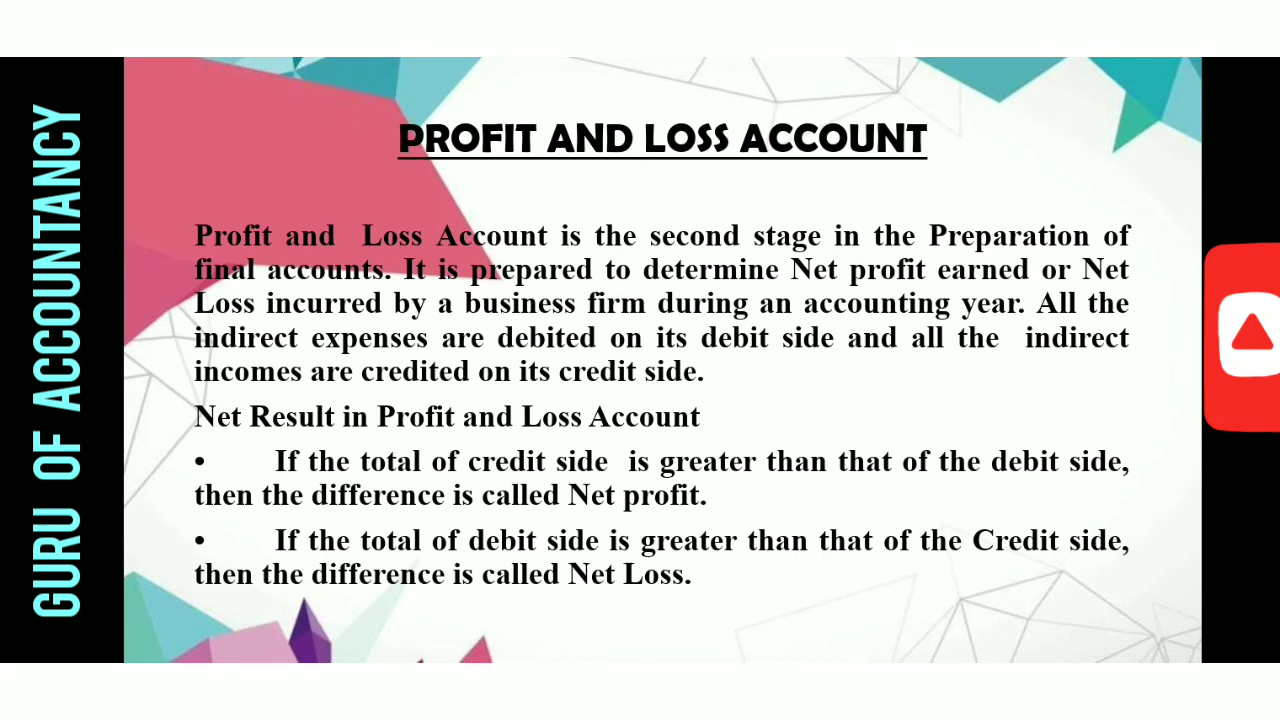 GURU OF ACCOUNTANCY
PROFIT AND LOSS ACCOUNT
Profit and Loss Account is the second stage in the Preparation of
final accounts. It is prepared to determine Net profit earned or Net
Loss incurred by a business firm during an accounting year. All the
indirect expenses are debited on its debit side and all the indirect
incomes are credited on its credit side.
Net Result in Profit and Loss Account
• If the total of credit side is greater than that of the debit side,
then the difference is called Net profit.
• If the total of debit side is greater than that of the Credit side,
then the difference is called Net Loss.